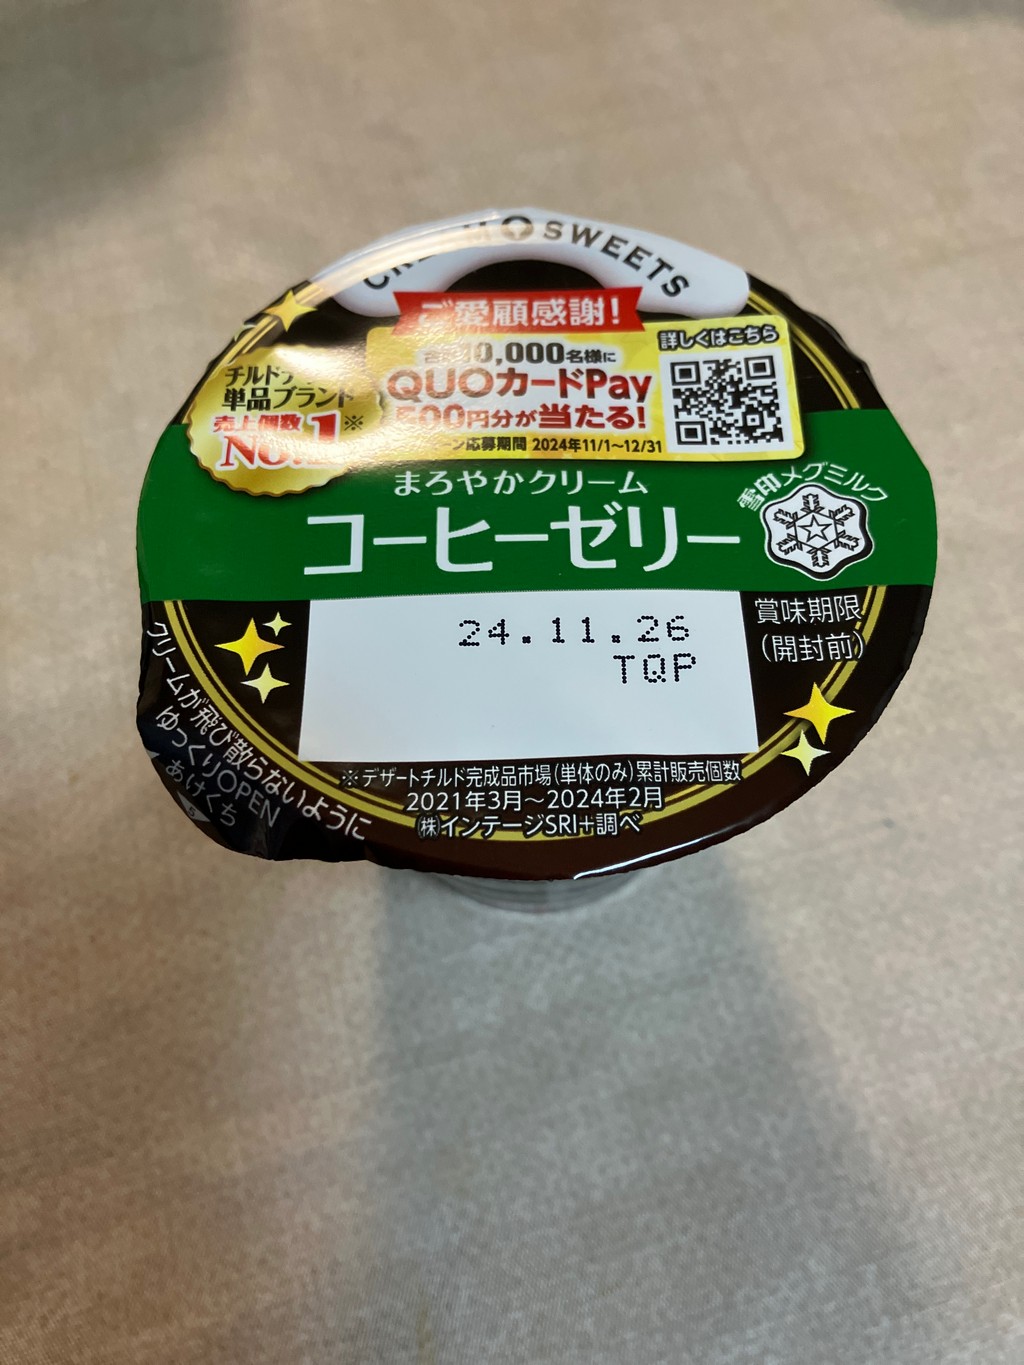 SWEETS
ご愛顧感謝!
10,000名様に
QUOカードPay
500円分が当たる!
応募期間 2024年11/1〜12/31
詳しくはこちら
チルドデ
単品ブランド
売上個数※
No.1
まろやかクリーム
コーヒーゼリー
雪印メグミルク
24.11.26
TQP
賞味期限
(開封前)
クリームが飛び散らないように
ゆっくりOPEN
あけくち
※デザートチルド完成品市場(単体のみ)累計販売個数
2021年3月〜2024年2月
㈱インテージSRI+調べ